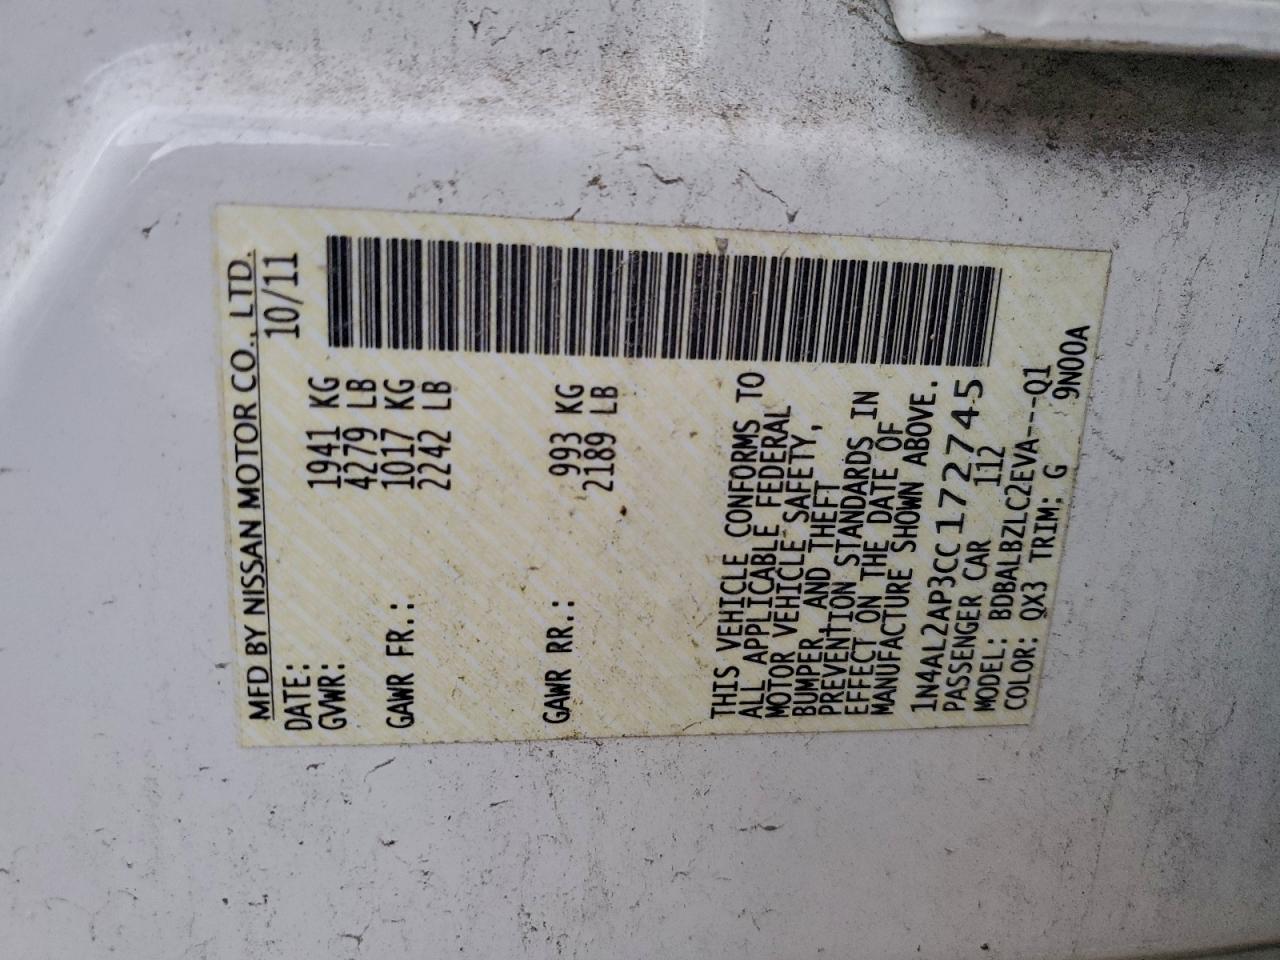 MFD BY NISSAN MOTOR CO., LTD.
DATE: 10/11
GVWR: 1941 KG
4279 LB
GAWR FR.: 1017 KG
2242 LB
GAWR RR.: 993 KG
2189 LB
THIS VEHICLE CONFORMS TO
ALL APPLICABLE FEDERAL
MOTOR VEHICLE SAFETY,
BUMPER, AND THEFT
PREVENTION STANDARDS IN
EFFECT ON THE DATE OF
MANUFACTURE SHOWN ABOVE.
1N4AL2AP3CC172745
PASSENGER CAR 112
MODEL: BDBALBZLC2EVA---Q1
COLOR: QX3 TRIM: G 9N00A